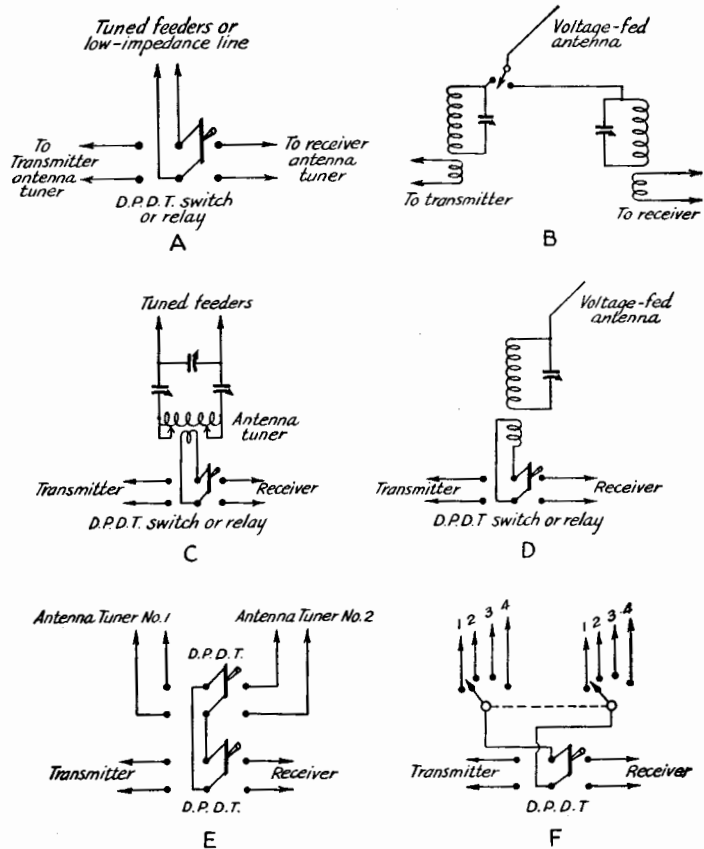 Tuned feeders or
low-impedance line
To
Transmitter
antenna
tuner
To receiver
antenna
tuner
D.P.D.T. switch
or relay
A
Voltage-fed
antenna
To transmitter
To receiver
B
Tuned feeders
Antenna
tuner
Transmitter
Receiver
D.P.D.T. switch or relay
C
Voltage-fed
antenna
Transmitter
Receiver
D.P.D.T switch or relay
D
Antenna Tuner No.1
Antenna Tuner No.2
D.P.D.T.
Transmitter
Receiver
D.P.D.T.
E
1 2 3 4
1 2 3 4
Transmitter
Receiver
D.P.D.T
F